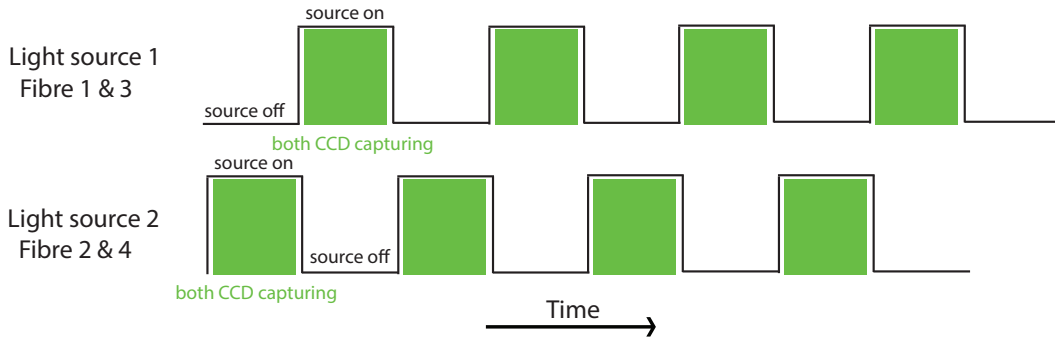 source on
Light source 1
Fibre 1 & 3
source off
both CCD capturing
source on
Light source 2
Fibre 2 & 4
source off
both CCD capturing
Time